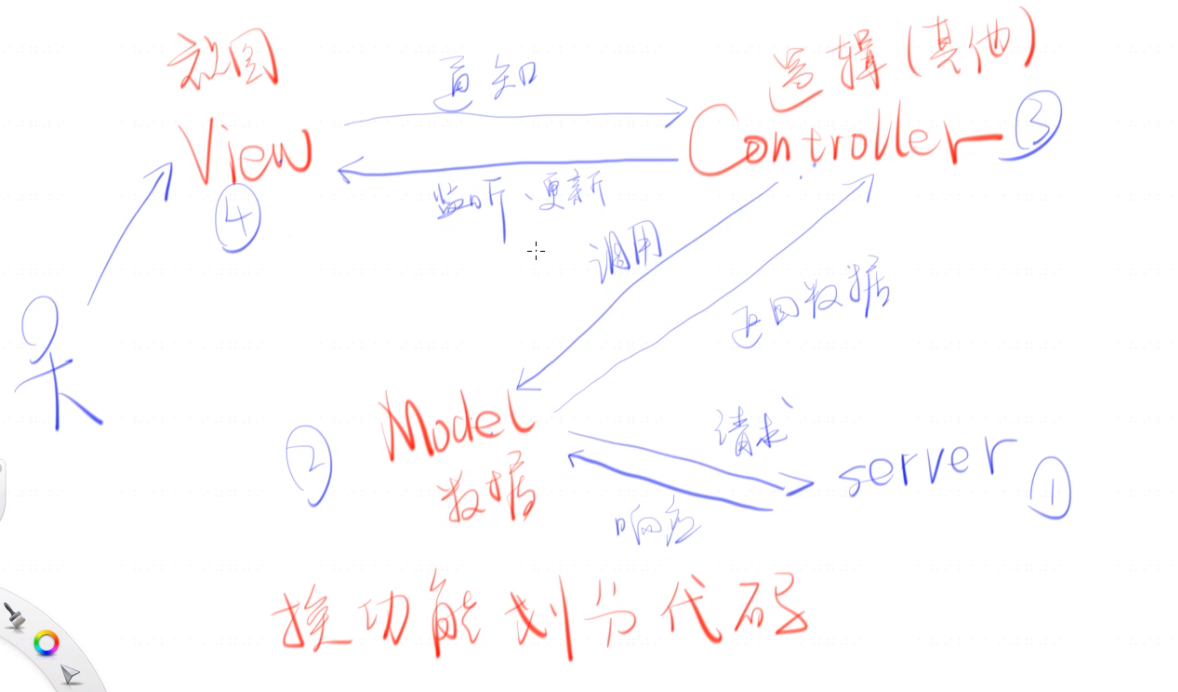 视图
通知
逻辑(其他)
View
Controller
③
④
监听、更新
调用
返回数据
Model
②
数据
请求
server
①
响应
按功能划分代码